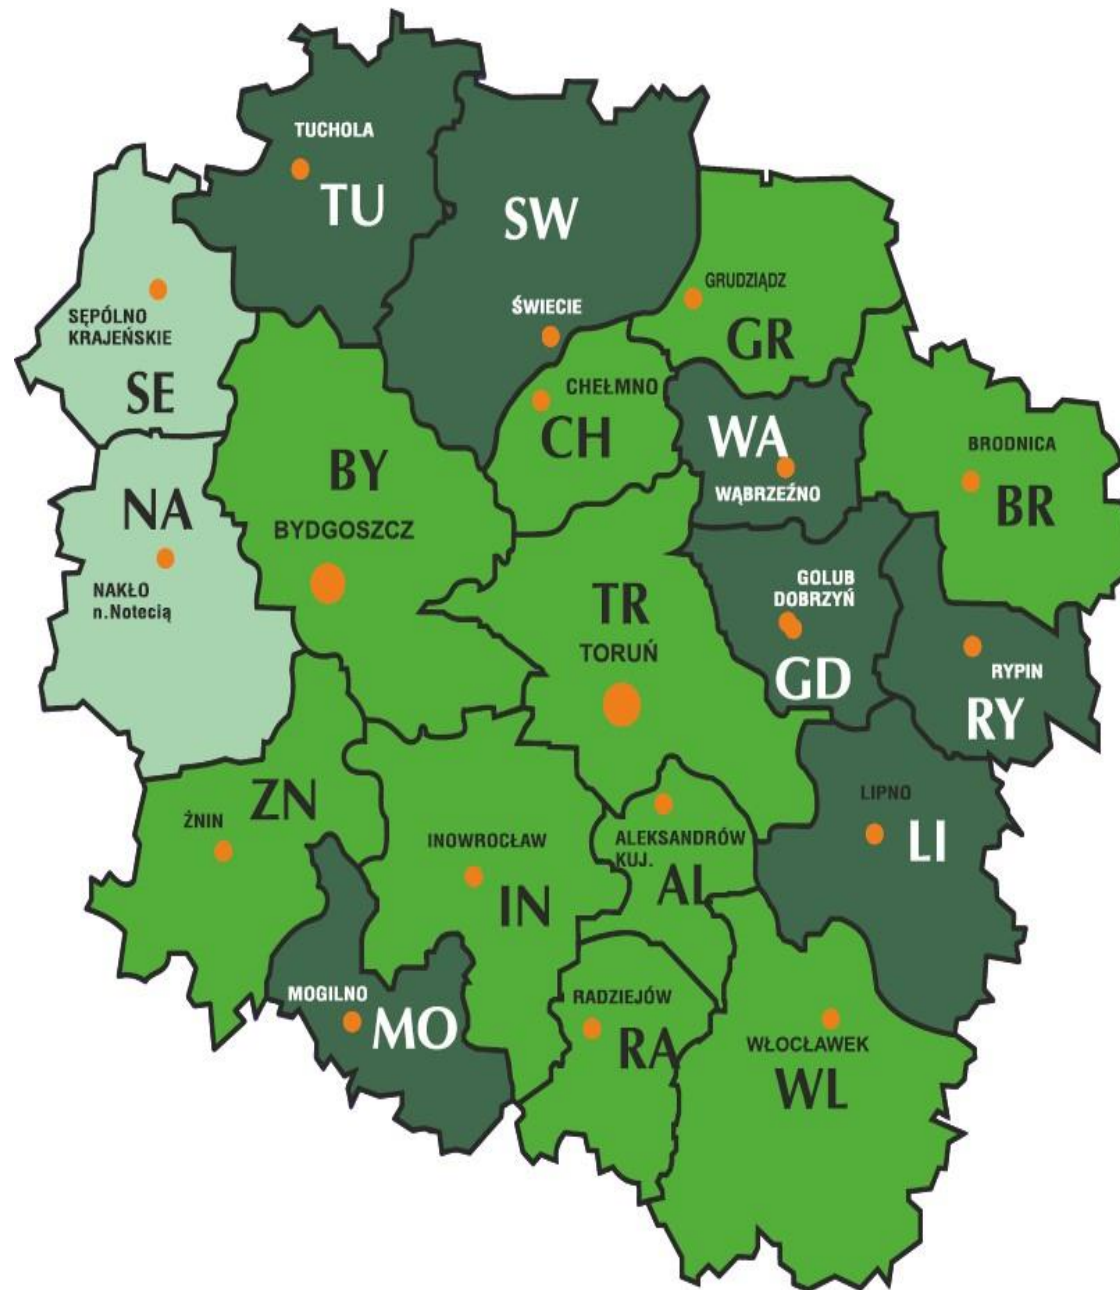 TUCHOLA
TU
SW
GRUDZIĄDZ
GR
ŚWIECIE
SĘPÓLNO
KRAJEŃSKIE
SE
CHEŁMNO
CH
WA
WĄBRZEŹNO
BRODNICA
BR
BY
BYDGOSZCZ
NA
NAKŁO
n.Notecią
TR
TORUŃ
GOLUB
DOBRZYŃ
GD
RYPIN
RY
ZN
ŻNIN
INOWROCŁAW
IN
ALEKSANDRÓW
KUJ.
AL
LIPNO
LI
MOGILNO
MO
RADZIEJÓW
RA
WŁOCŁAWEK
WL